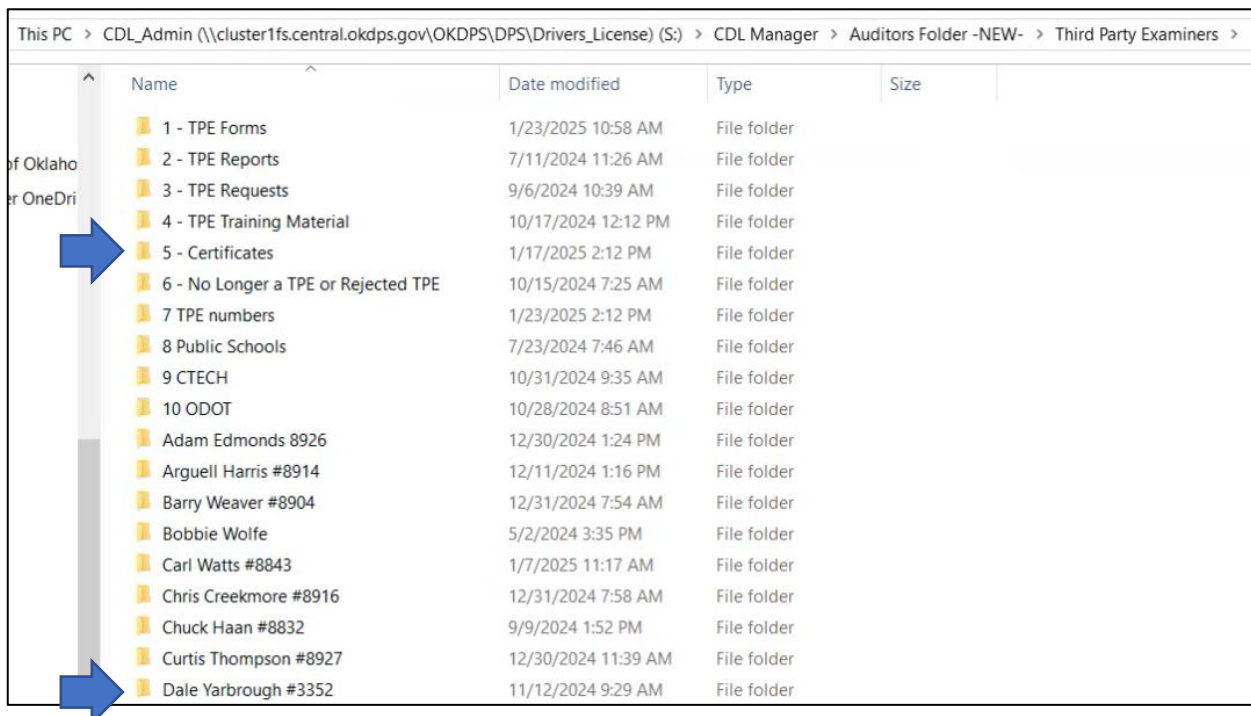 This PC > CDL_Admin (\\cluster1fs.central.okdps.gov\OKDPS\DPS\Drivers_License) (S:) > CDL Manager > Auditors Folder -NEW- > Third Party Examiners >
Name Date modified Type Size
1 - TPE Forms 1/23/2025 10:58 AM File folder
of Oklaho 2 - TPE Reports 7/11/2024 11:26 AM File folder
er OneDri 3 - TPE Requests 9/6/2024 10:39 AM File folder
4 - TPE Training Material 10/17/2024 12:12 PM File folder
5 - Certificates 1/17/2025 2:12 PM File folder
6 - No Longer a TPE or Rejected TPE 10/15/2024 7:25 AM File folder
7 TPE numbers 1/23/2025 2:12 PM File folder
8 Public Schools 7/23/2024 7:46 AM File folder
9 CTECH 10/31/2024 9:35 AM File folder
10 ODOT 10/28/2024 8:51 AM File folder
Adam Edmonds 8926 12/30/2024 1:24 PM File folder
Arguell Harris #8914 12/11/2024 1:16 PM File folder
Barry Weaver #8904 12/31/2024 7:54 AM File folder
Bobbie Wolfe 5/2/2024 3:35 PM File folder
Carl Watts #8843 1/7/2025 11:17 AM File folder
Chris Creekmore #8916 12/31/2024 7:58 AM File folder
Chuck Haan #8832 9/9/2024 1:52 PM File folder
Curtis Thompson #8927 12/30/2024 11:39 AM File folder
Dale Yarbrough #3352 11/12/2024 9:29 AM File folder